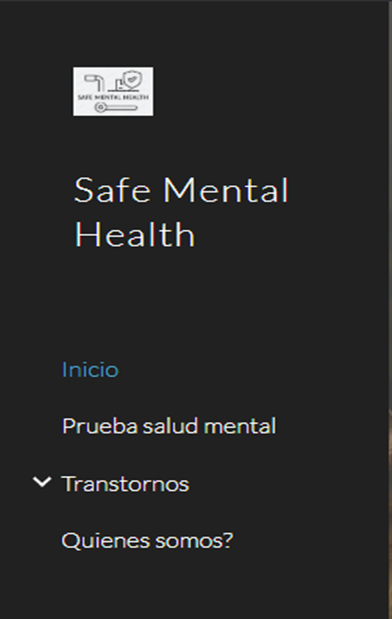 SAFE MENTAL HEALTH
Safe Mental
Health
Inicio
Prueba salud mental
Transtornos
Quienes somos?